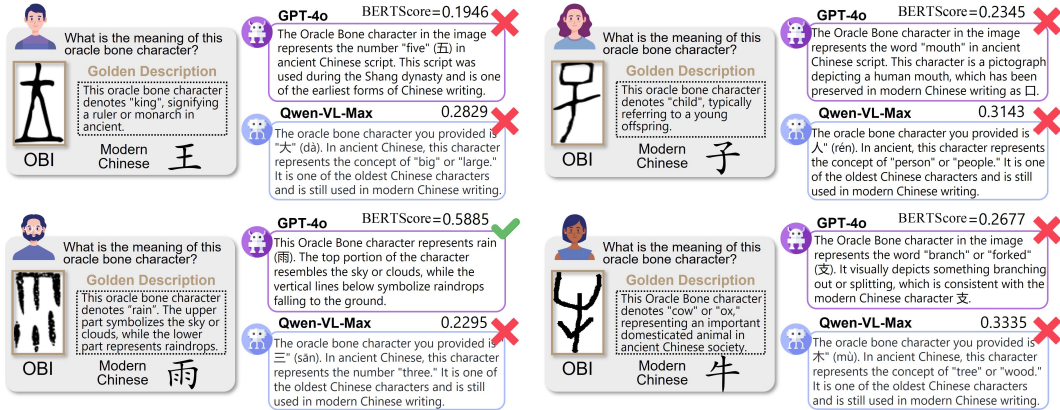 What is the meaning of this
oracle bone character?
Golden Description
This oracle bone character
denotes "king", signifying
a ruler or monarch in
ancient.
OBI
Modern
Chinese
王
GPT-4o
BERTScore=0.1946
The Oracle Bone character in the image
represents the number "five" (五) in
ancient Chinese script. This script was
used during the Shang dynasty and is one
of the earliest forms of Chinese writing.
Qwen-VL-Max
0.2829
The oracle bone character you provided is
"大" (dà). In ancient Chinese, this character
represents the concept of "big" or "large."
It is one of the oldest Chinese characters
and is still used in modern Chinese writing.
What is the meaning of this
oracle bone character?
Golden Description
This oracle bone character
denotes "child", typically
referring to a young
offspring.
OBI
Modern
Chinese
子
GPT-4o
BERTScore=0.2345
The Oracle Bone character in the image
represents the word "mouth" in ancient
Chinese script. This character is a pictograph
depicting a human mouth, which has been
preserved in modern Chinese writing as 口.
Qwen-VL-Max
0.3143
The oracle bone character you provided is
人" (rén). In ancient, this character represents
the concept of "person" or "people." It is one
of the oldest Chinese characters and is still
used in modern Chinese writing.
What is the meaning of this
oracle bone character?
Golden Description
This oracle bone character
denotes "rain". The upper
part symbolizes the sky or
clouds, while the lower
part represents raindrops.
OBI
Modern
Chinese
雨
GPT-4o
BERTScore=0.5885
This Oracle Bone character represents rain
(雨). The top portion of the character
resembles the sky or clouds, while the
vertical lines below symbolize raindrops
falling to the ground.
Qwen-VL-Max
0.2295
The oracle bone character you provided is
三" (sān). In ancient Chinese, this character
represents the number "three." It is one of
the oldest Chinese characters and is still
used in modern Chinese writing.
What is the meaning of this
oracle bone character?
Golden Description
This Oracle Bone character
denotes "cow" or "ox,"
representing an important
domesticated animal in
ancient Chinese society.
OBI
Modern
Chinese
牛
GPT-4o
BERTScore=0.2677
The Oracle Bone character in the image
represents the word "branch" or "forked"
(支). It visually depicts something branching
out or splitting, which is consistent with the
modern Chinese character 支.
Qwen-VL-Max
0.3335
The oracle bone character you provided is
木" (mù). In ancient Chinese, this character
represents the concept of "tree" or "wood."
It is one of the oldest Chinese characters
and is still used in modern Chinese writing.